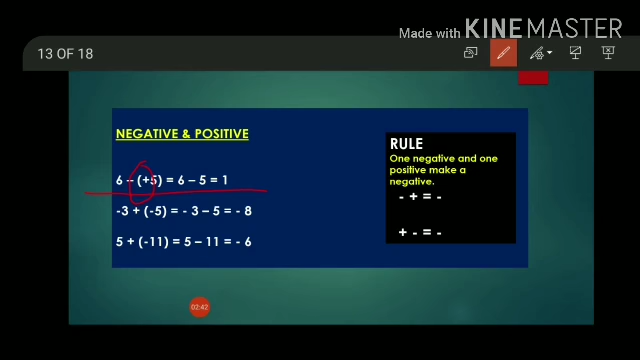 Made with KINEMASTER
13 OF 18
NEGATIVE & POSITIVE
6 – (+5) = 6 – 5 = 1
-3 + (-5) = - 3 – 5 = - 8
5 + (-11) = 5 – 11 = - 6
RULE
One negative and one
positive make a
negative.
- + = -
+ - = -
02:42